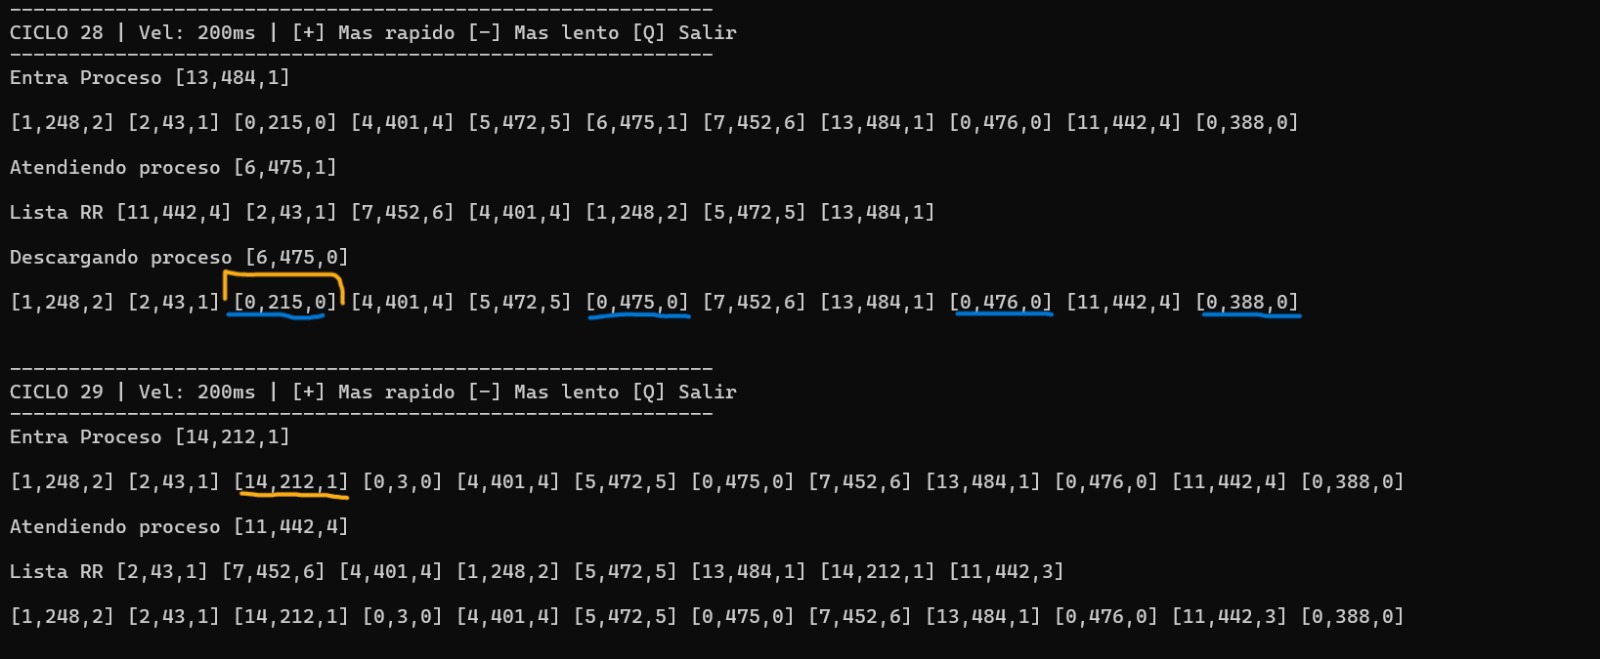 CICLO 28 | Vel: 200ms | [+] Mas rapido [-] Mas lento [Q] Salir
Entra Proceso [13,484,1]
[1,248,2] [2,43,1] [0,215,0] [4,401,4] [5,472,5] [6,475,1] [7,452,6] [13,484,1] [0,476,0] [11,442,4] [0,388,0]
Atendiendo proceso [6,475,1]
Lista RR [11,442,4] [2,43,1] [7,452,6] [4,401,4] [1,248,2] [5,472,5] [13,484,1]
Descargando proceso [6,475,0]
[1,248,2] [2,43,1] [0,215,0] [4,401,4] [5,472,5] [0,475,0] [7,452,6] [13,484,1] [0,476,0] [11,442,4] [0,388,0]
CICLO 29 | Vel: 200ms | [+] Mas rapido [-] Mas lento [Q] Salir
Entra Proceso [14,212,1]
[1,248,2] [2,43,1] [14,212,1] [0,3,0] [4,401,4] [5,472,5] [0,475,0] [7,452,6] [13,484,1] [0,476,0] [11,442,4] [0,388,0]
Atendiendo proceso [11,442,4]
Lista RR [2,43,1] [7,452,6] [4,401,4] [1,248,2] [5,472,5] [13,484,1] [14,212,1] [11,442,3]
[1,248,2] [2,43,1] [14,212,1] [0,3,0] [4,401,4] [5,472,5] [0,475,0] [7,452,6] [13,484,1] [0,476,0] [11,442,3] [0,388,0]